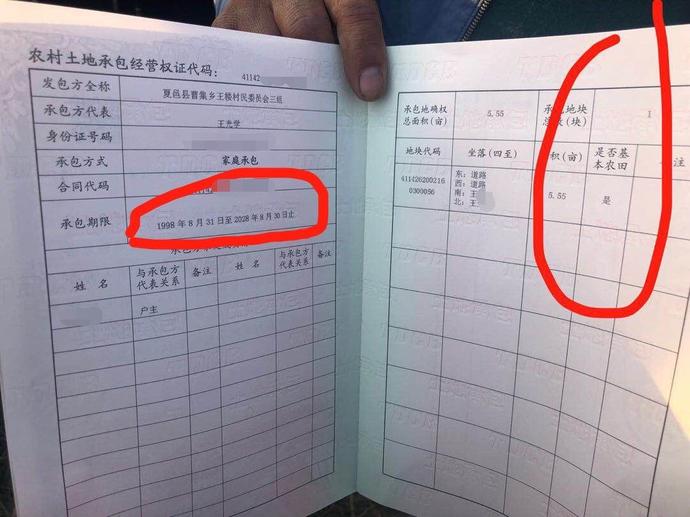 农村土地承包经营权证代码：
41142
发包方全称 夏邑县曹集乡王楼村民委员会三组
承包方代表 王光学
身份证号码
承包方式 家庭承包
合同代码
承包期限 1998 年 8 月 31 日至 2028 年 8 月 30 日止
姓 名 与承包方代表关系 备注 姓 名 与承包方代表关系 备注
户主
承包地确权总面积(亩) 5.55 承包地块总数(块) 1
地块代码 坐落(四至) 积(亩) 是否基本农田 备注
4114262002160300056 东：道路 5.55 是
西：道路
南：王
北：王